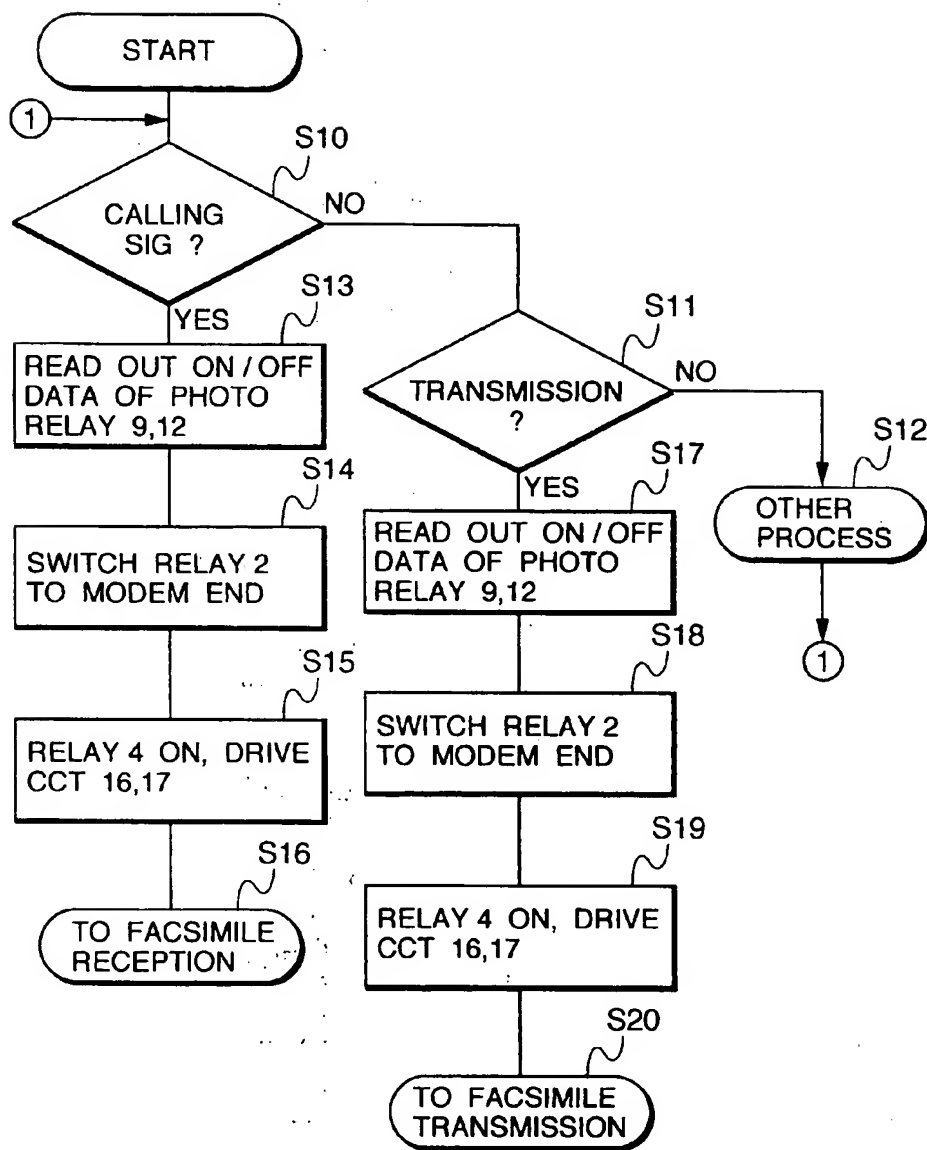 START
1
S10
CALLING
SIG ?
NO
YES
S13
READ OUT ON/OFF
DATA OF PHOTO
RELAY 9,12
S14
SWITCH RELAY 2
TO MODEM END
S15
RELAY 4 ON, DRIVE
CCT 16,17
S16
TO FACSIMILE
RECEPTION
S11
TRANSMISSION
?
NO
YES
S17
READ OUT ON/OFF
DATA OF PHOTO
RELAY 9,12
S18
SWITCH RELAY 2
TO MODEM END
S19
RELAY 4 ON, DRIVE
CCT 16,17
S20
TO FACSIMILE
TRANSMISSION
S12
OTHER
PROCESS
1